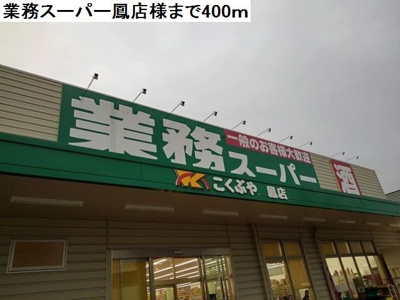 業務スーパー鳳店様まで400m
一般のお客様大歓迎
業務スーパー
酒
こくぶや 鳳店